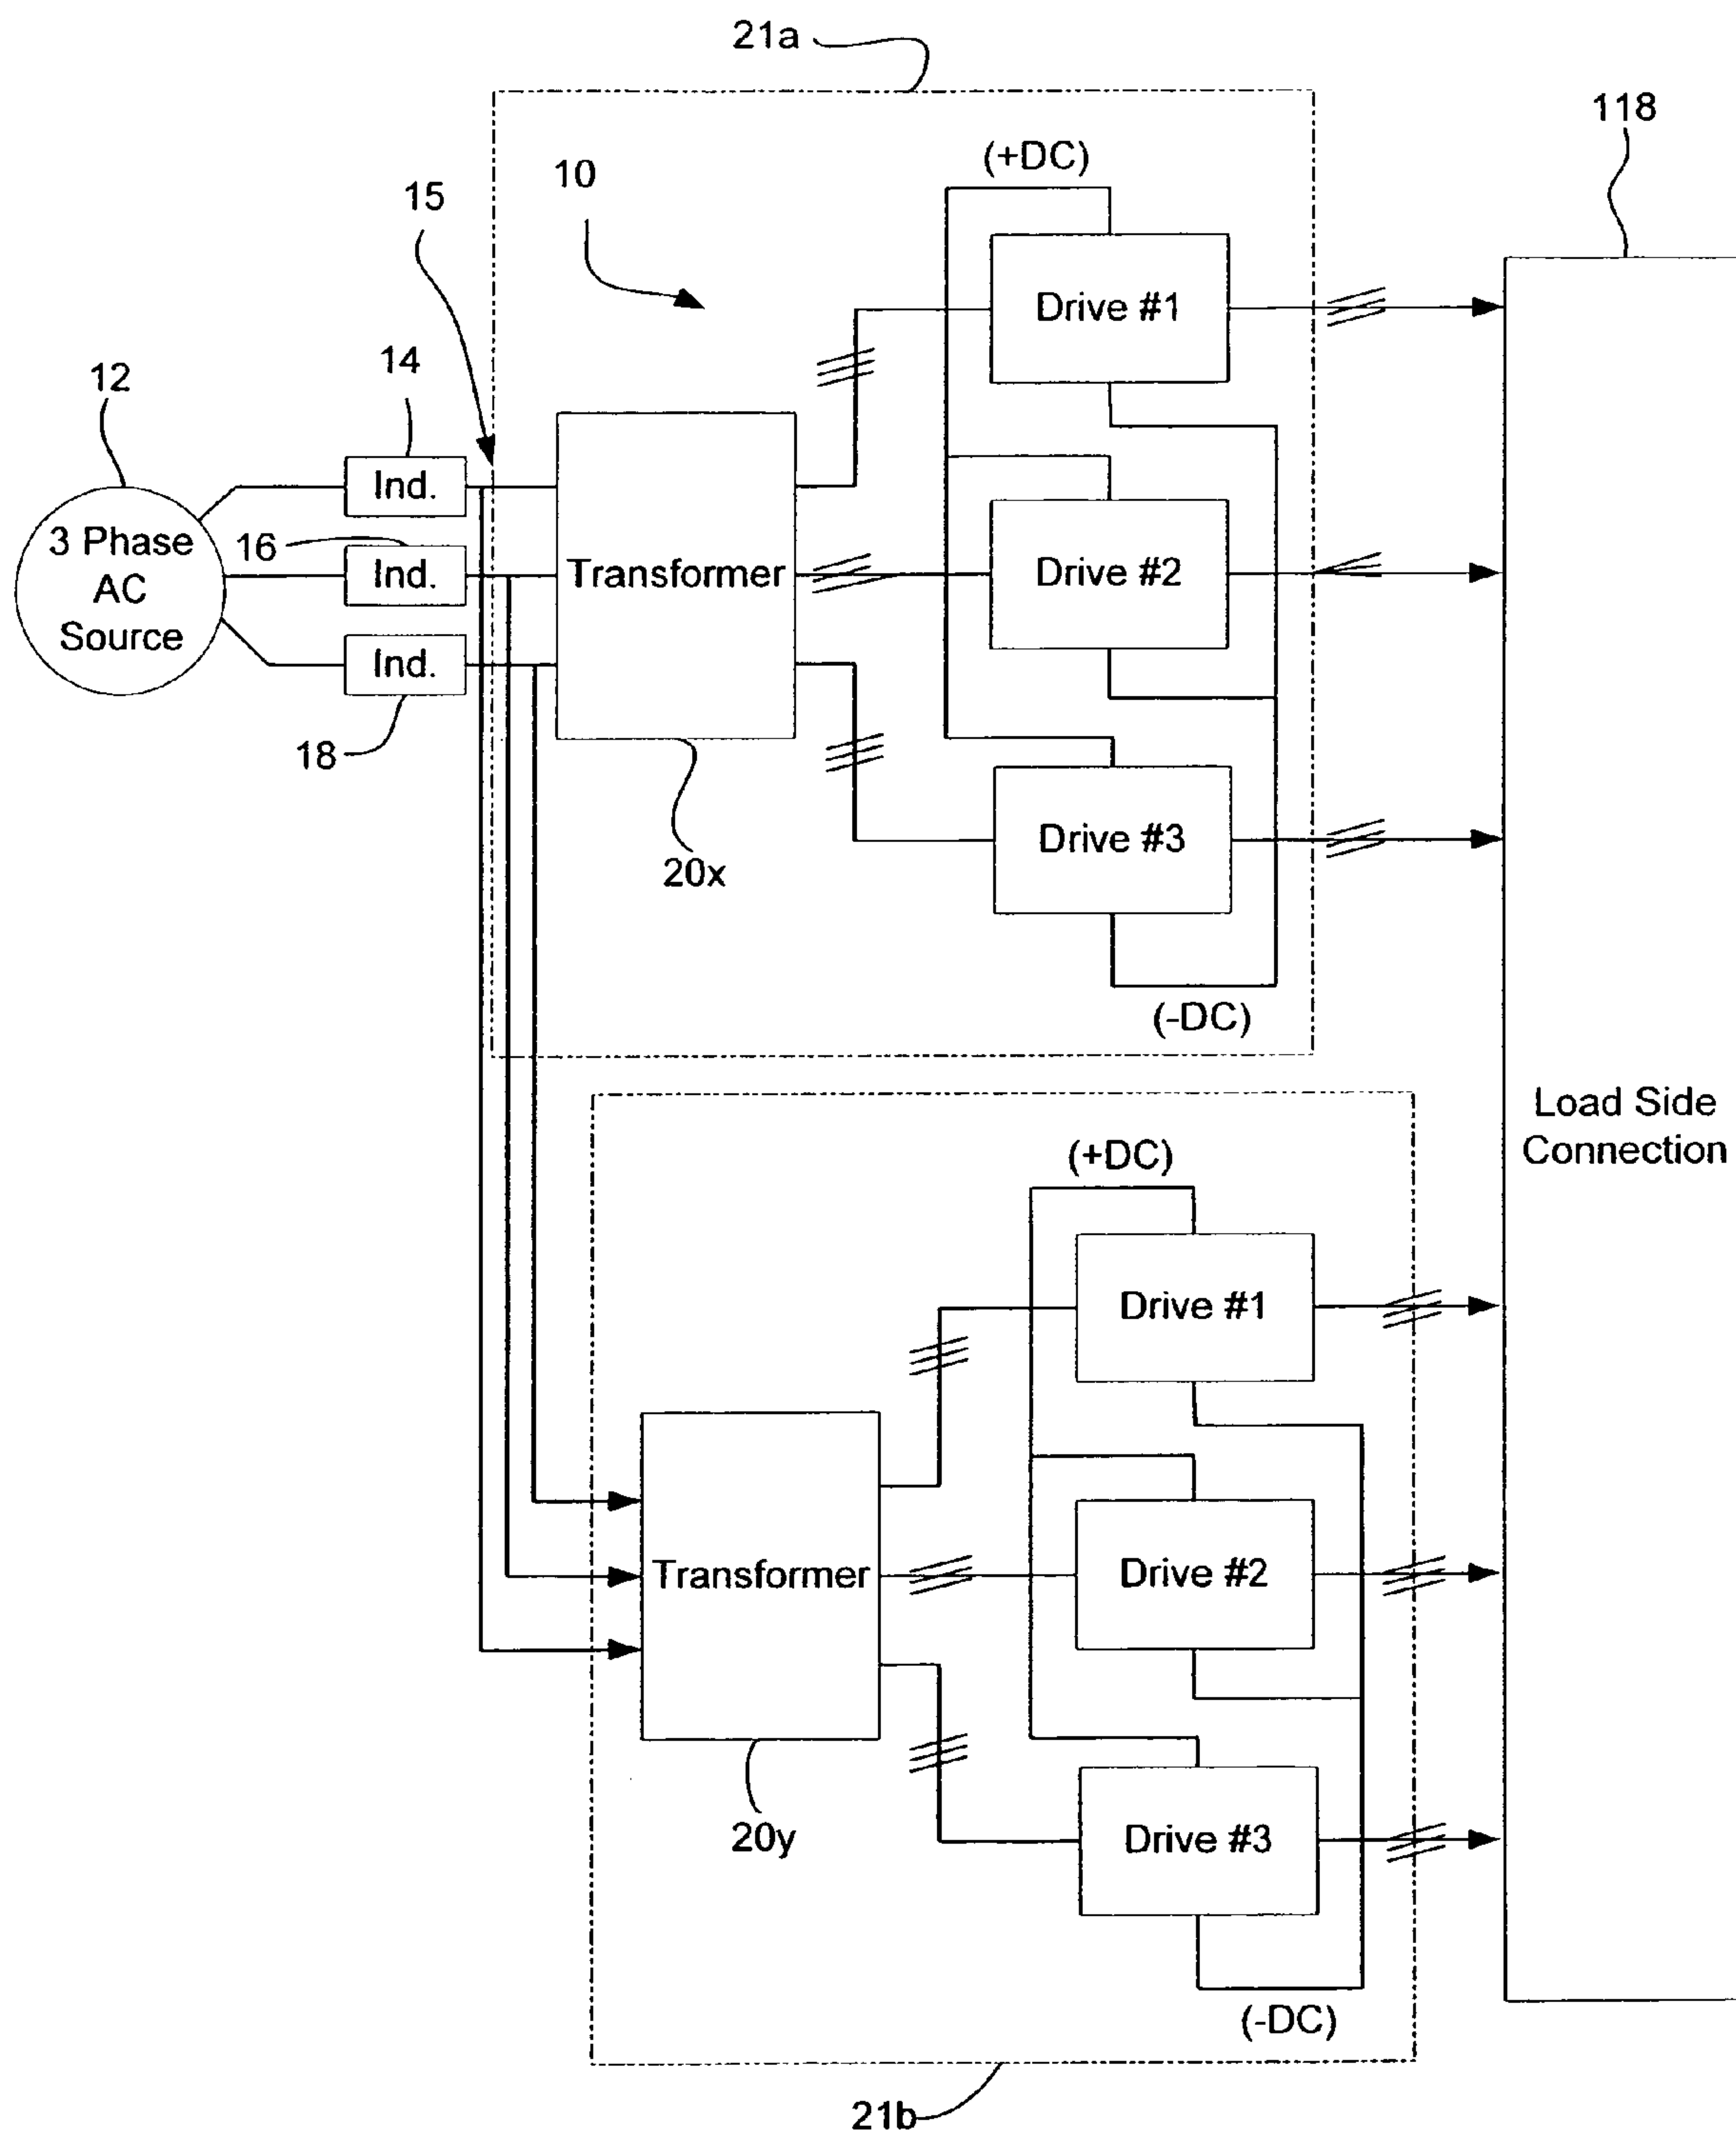 21a
118
(+DC)
10
15
Drive #1
12
14
Ind.
3 Phase
AC
Source
16
Ind.
Transformer
Drive #2
Ind.
18
Drive #3
20x
(-DC)
Load Side
Connection
(+DC)
Drive #1
Transformer
Drive #2
20y
Drive #3
(-DC)
21b